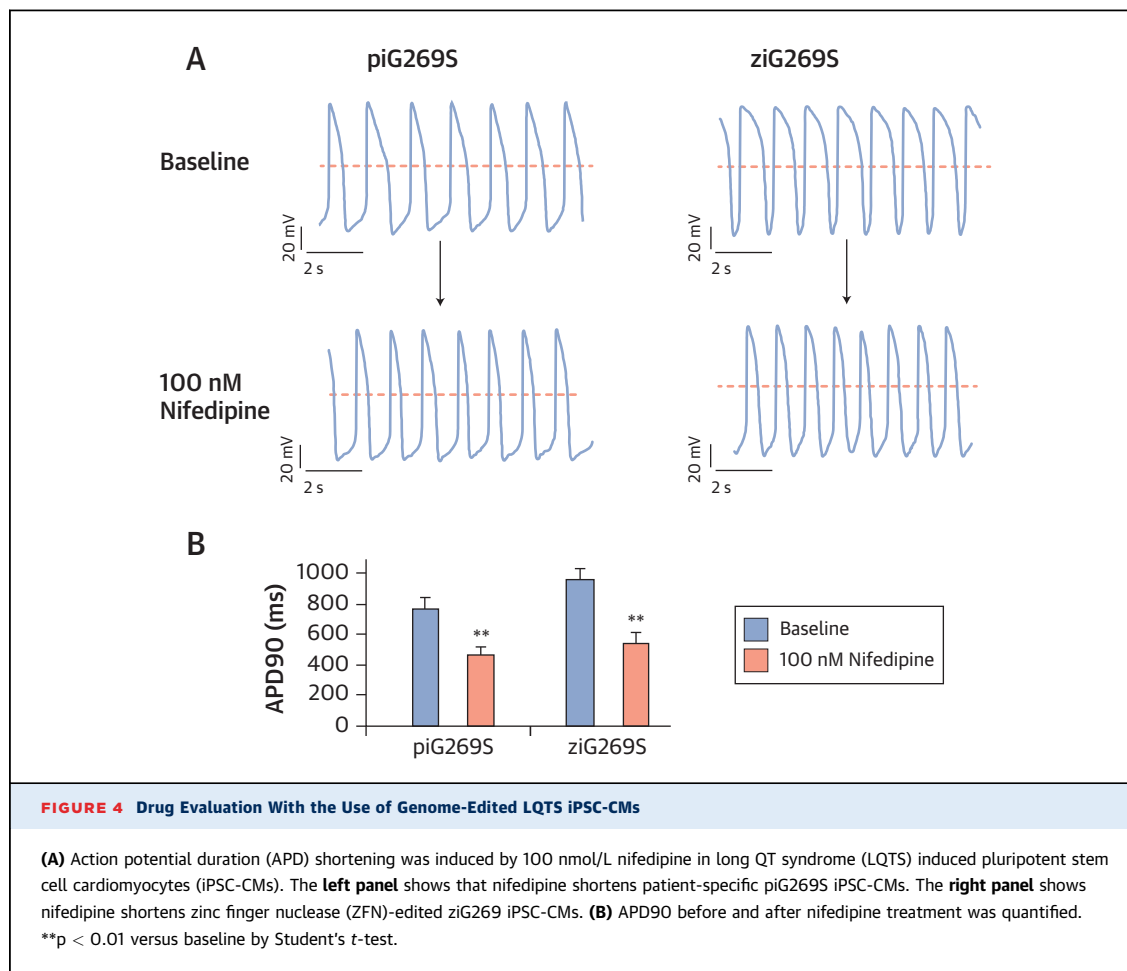 A
piG269S
ziG269S
Baseline
20 mV
2 s
20 mV
2 s
100 nM
Nifedipine
20 mV
2 s
20 mV
2 s
B
APD90 (ms)
1000
800
600
400
200
0
**
**
piG269S
ziG269S
Baseline
100 nM Nifedipine
FIGURE 4 Drug Evaluation With the Use of Genome-Edited LQTS iPSC-CMs
(A) Action potential duration (APD) shortening was induced by 100 nmol/L nifedipine in long QT syndrome (LQTS) induced pluripotent stem
cell cardiomyocytes (iPSC-CMs). The left panel shows that nifedipine shortens patient-specific piG269S iPSC-CMs. The right panel shows
nifedipine shortens zinc finger nuclease (ZFN)-edited ziG269 iPSC-CMs. (B) APD90 before and after nifedipine treatment was quantified.
**p < 0.01 versus baseline by Student's t-test.